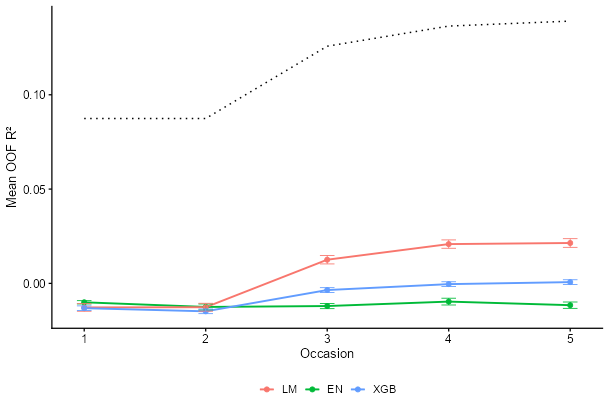 Mean OOF R²
0.10
0.05
0.00
1 2 3 4 5
Occasion
LM EN XGB